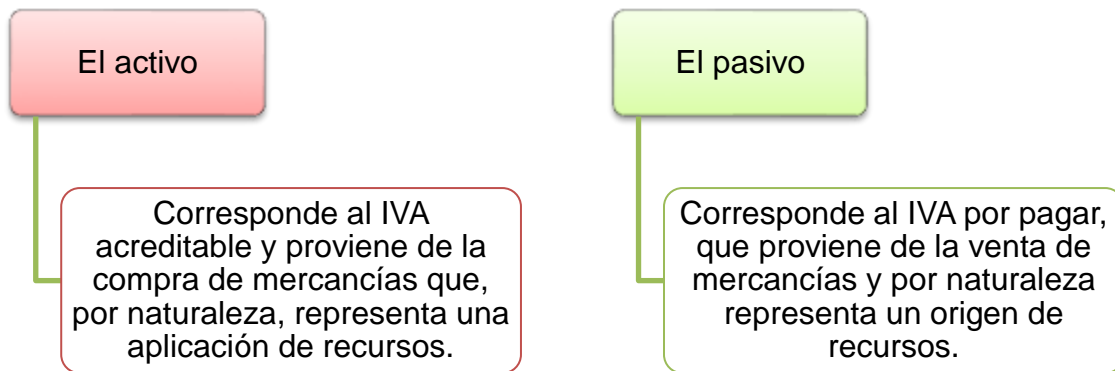 El activo
Corresponde al IVA
acreditable y proviene de la
compra de mercancías que,
por naturaleza, representa una
aplicación de recursos.
El pasivo
Corresponde al IVA por pagar,
que proviene de la venta de
mercancías y por naturaleza
representa un origen de
recursos.